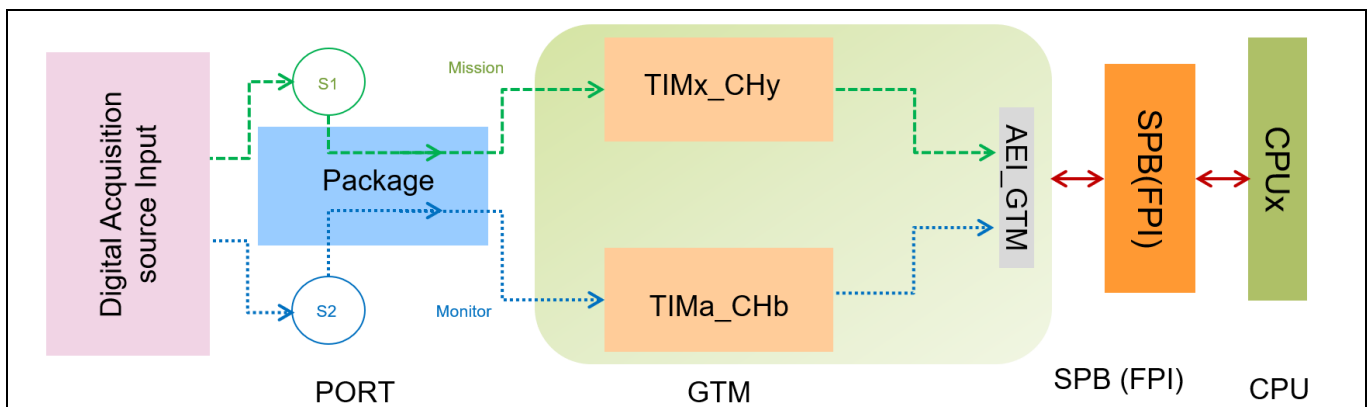 Digital Acquisition
source Input
S1
Mission
Package
S2
Monitor
TIMx_CHy
TIMa_CHb
AEI_GTM
SPB(FPI)
CPUx
PORT
GTM
SPB (FPI)
CPU